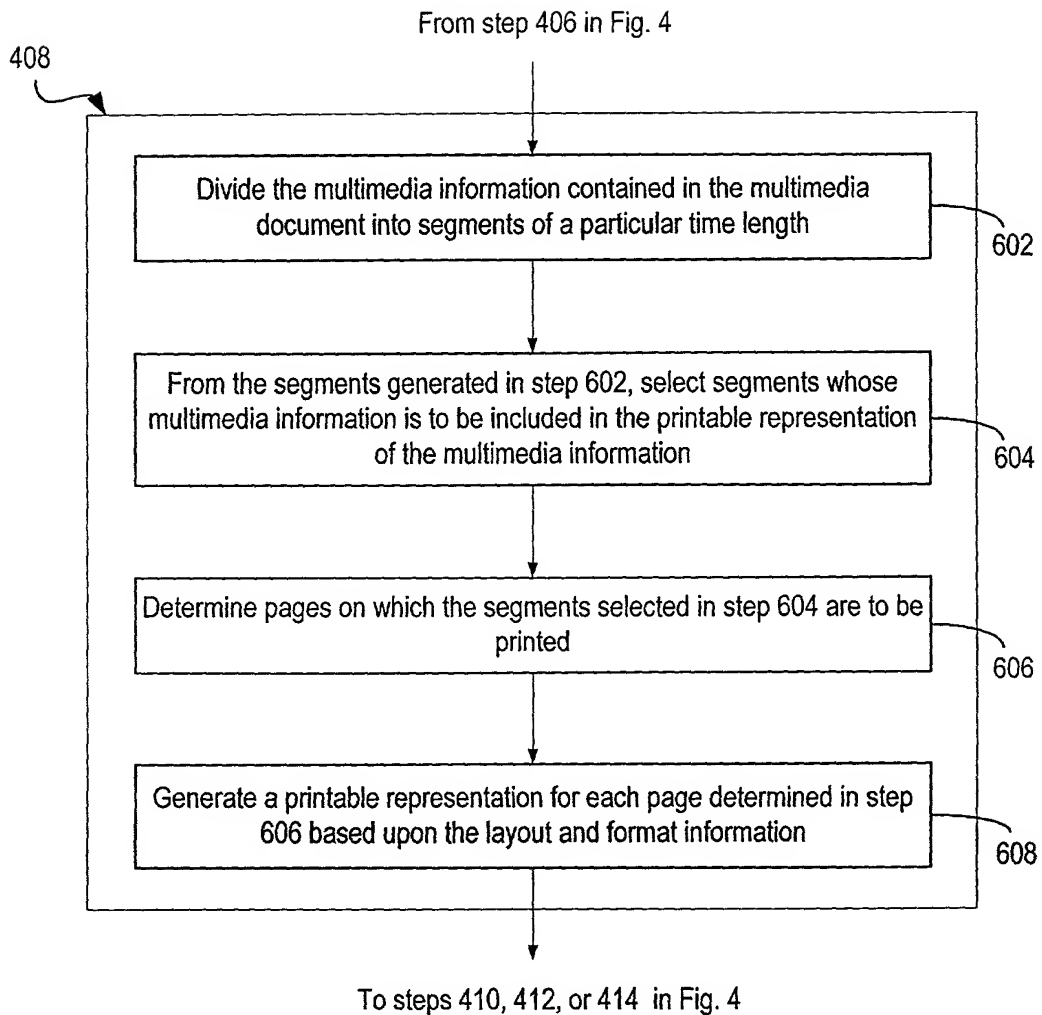 From step 406 in Fig. 4
408
Divide the multimedia information contained in the multimedia
document into segments of a particular time length
602
From the segments generated in step 602, select segments whose
multimedia information is to be included in the printable representation
of the multimedia information
604
Determine pages on which the segments selected in step 604 are to be
printed
606
Generate a printable representation for each page determined in step
606 based upon the layout and format information
608
To steps 410, 412, or 414 in Fig. 4